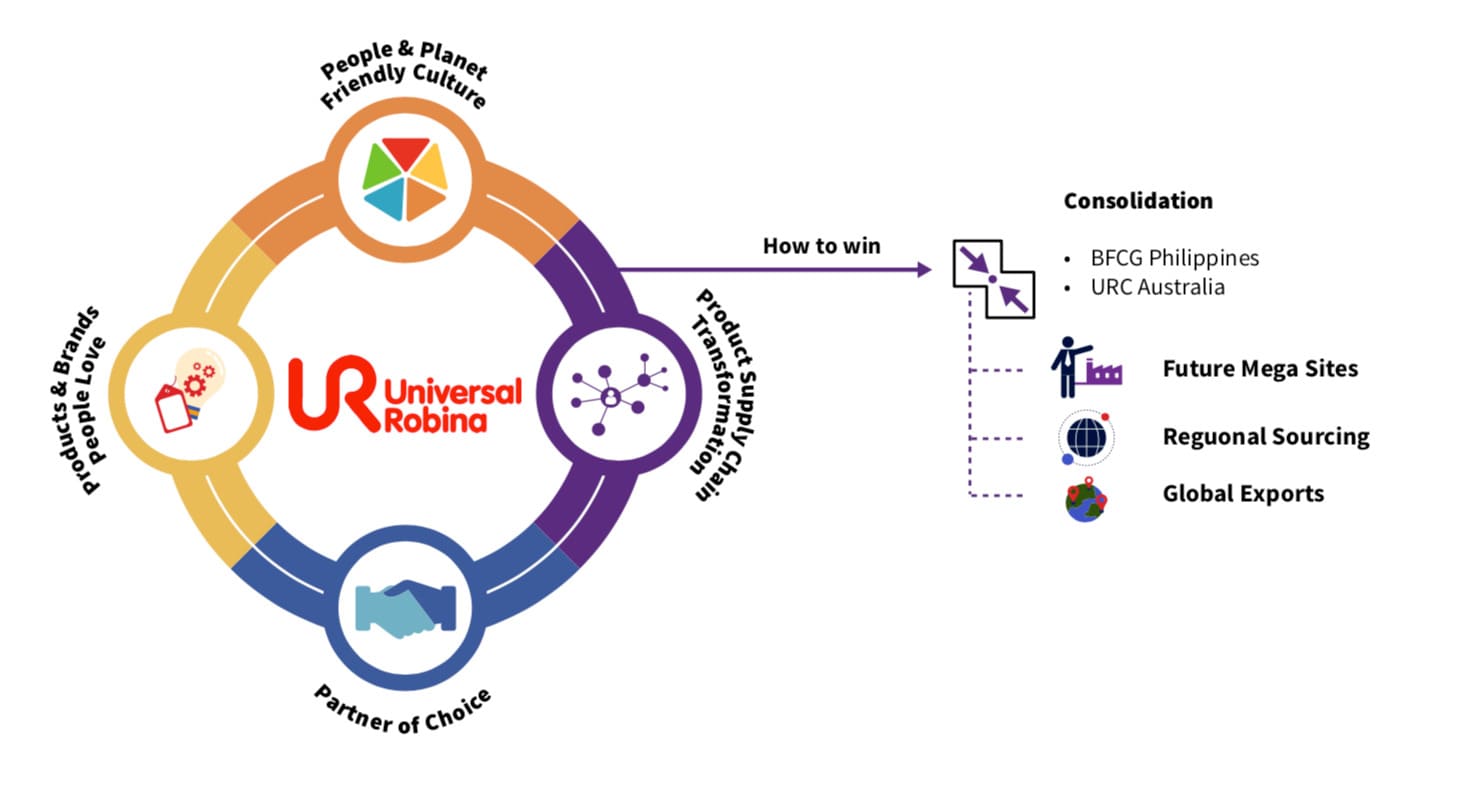 People & Planet
Friendly Culture
Products & Brands
People Love
UR Universal
Robina
Product Supply Chain
Transformation
Partner of Choice
How to win
Consolidation
• BFCG Philippines
• URC Australia
Future Mega Sites
Reguonal Sourcing
Global Exports